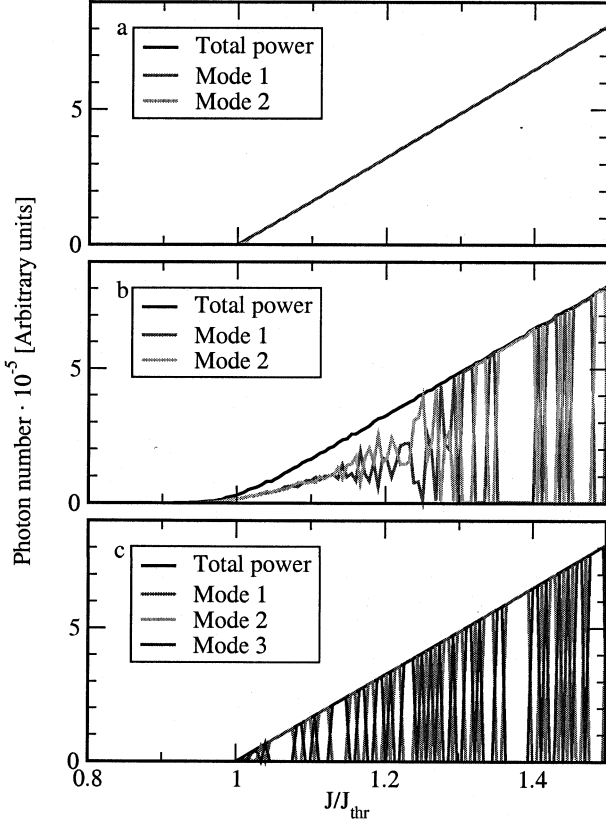 a
Total power
Mode 1
Mode 2
5
0
b
Total power
Mode 1
Mode 2
5
0
c
Total power
Mode 1
Mode 2
Mode 3
5
0
0.8
1
1.2
1.4
J/J_thr
Photon number · 10^-5 [Arbitrary units]